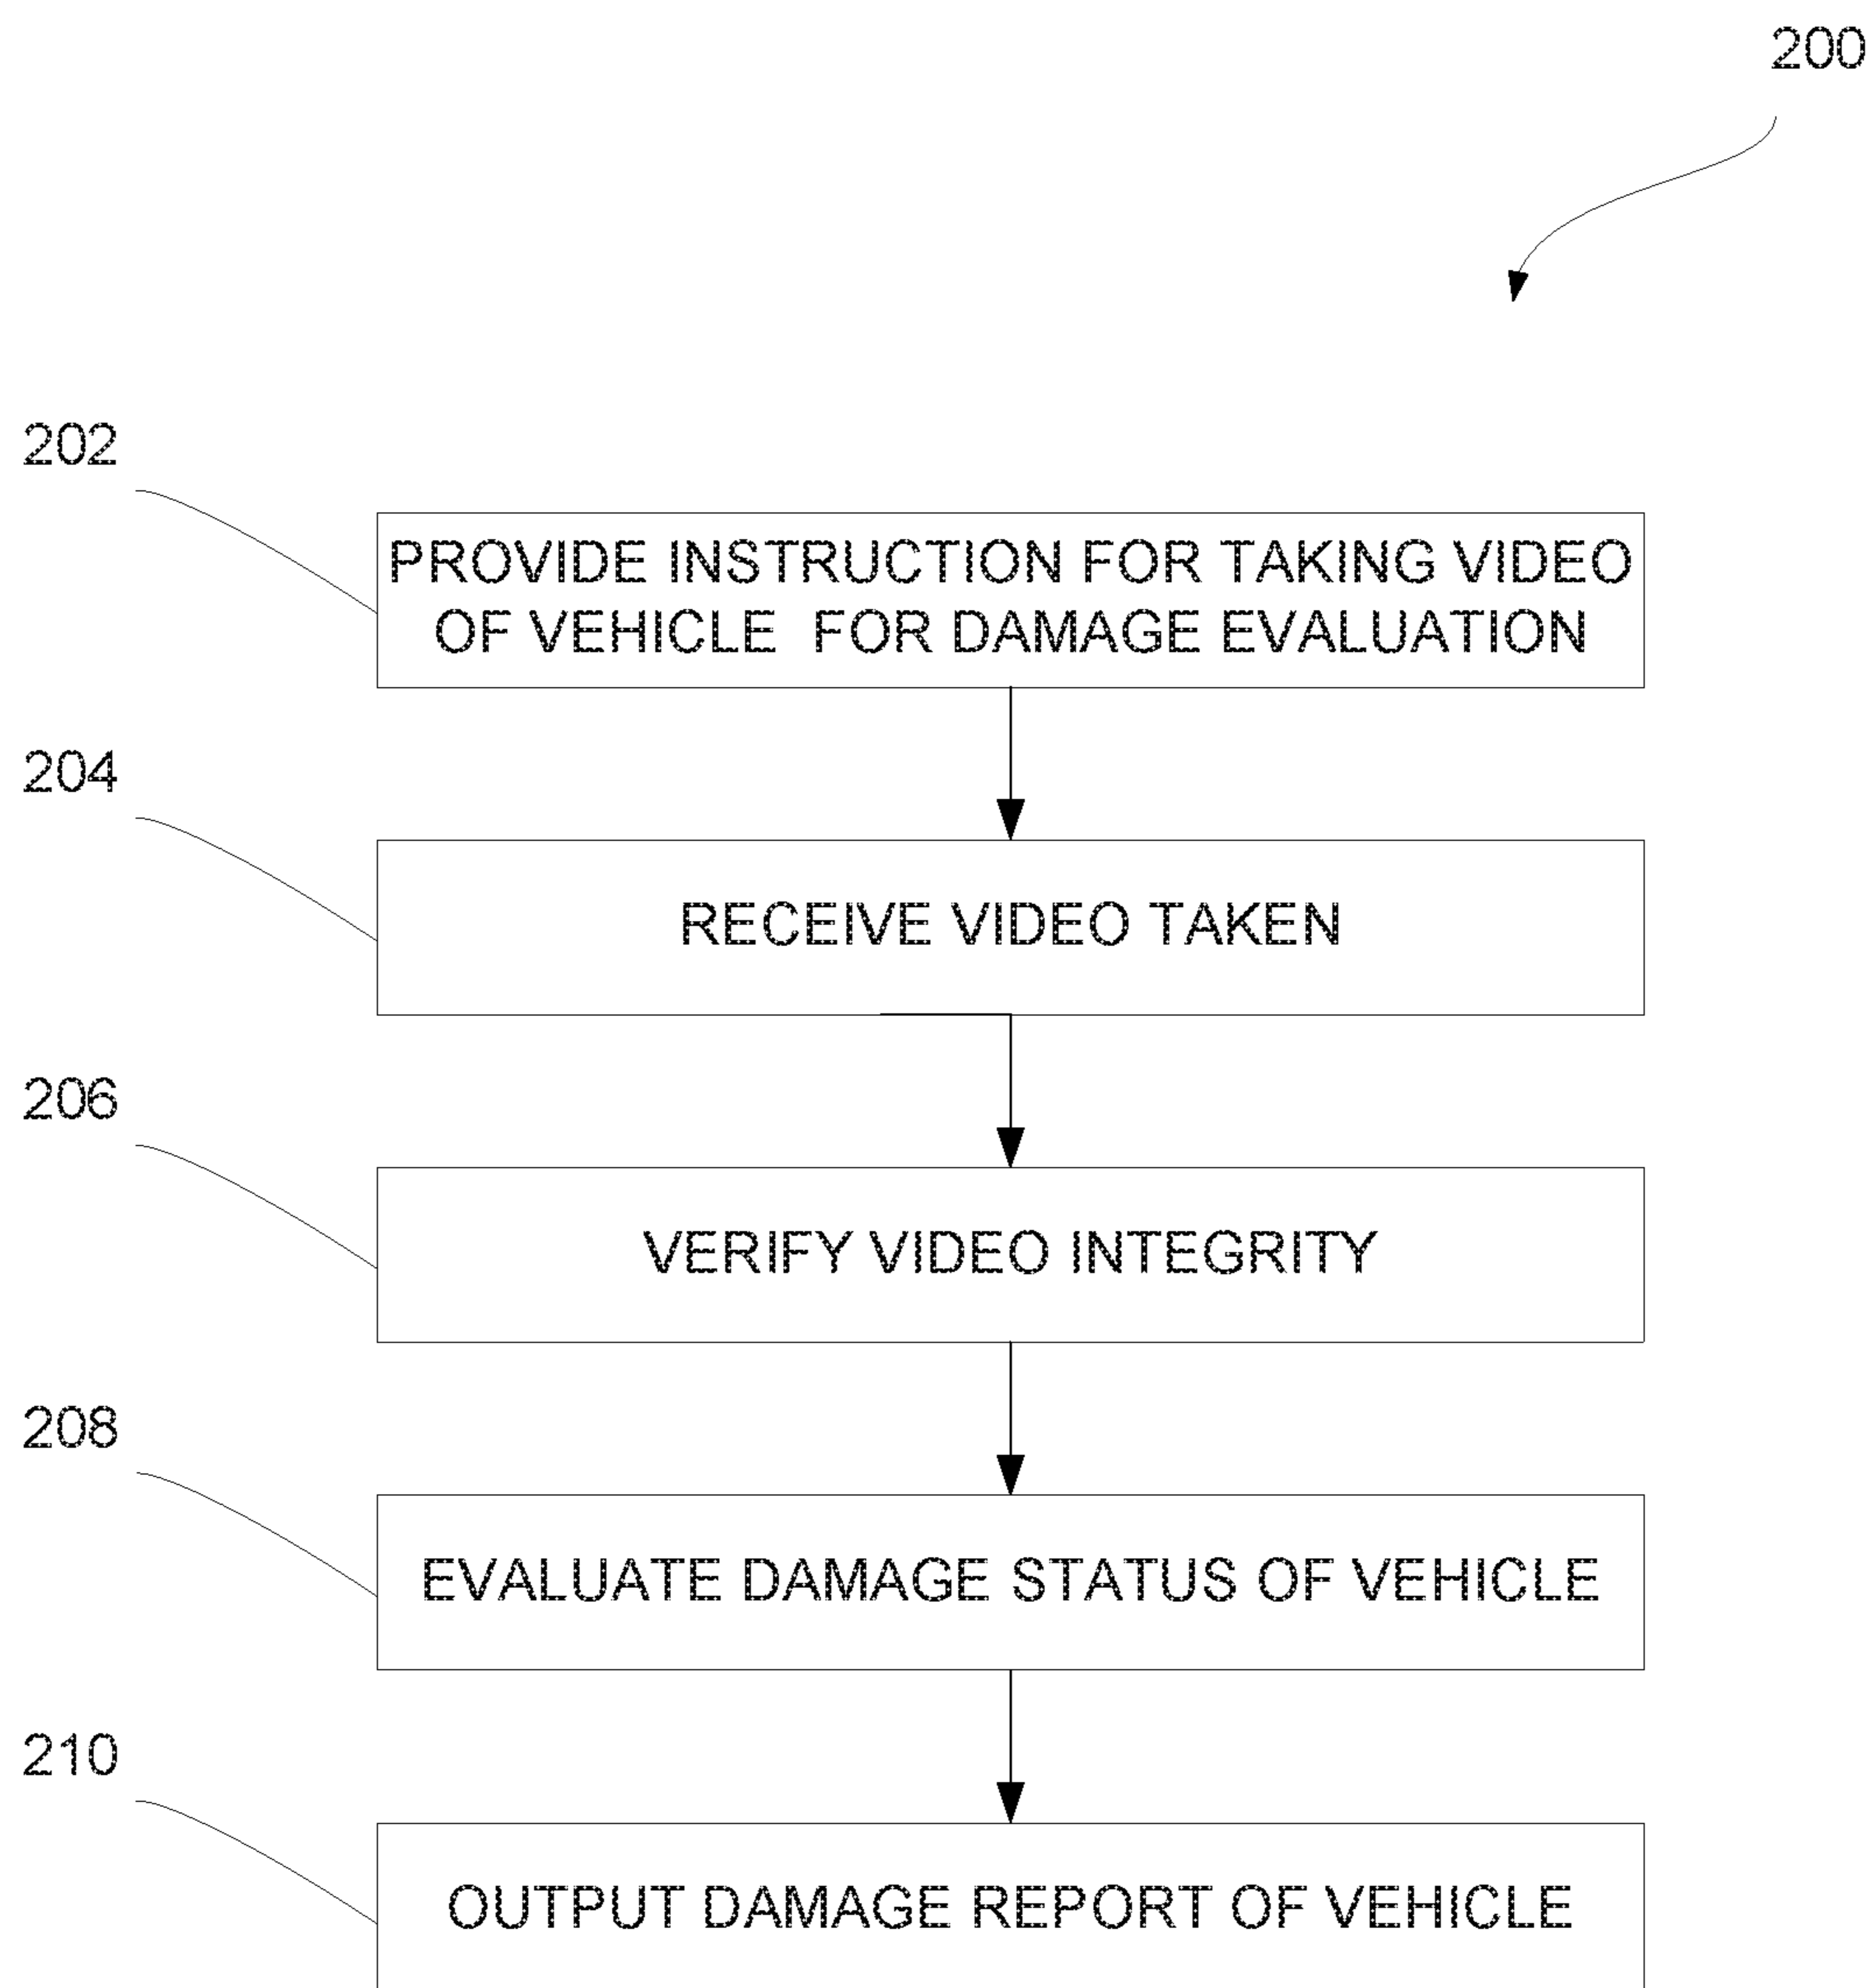 200
202
PROVIDE INSTRUCTION FOR TAKING VIDEO
OF VEHICLE FOR DAMAGE EVALUATION
204
RECEIVE VIDEO TAKEN
206
VERIFY VIDEO INTEGRITY
208
EVALUATE DAMAGE STATUS OF VEHICLE
210
OUTPUT DAMAGE REPORT OF VEHICLE